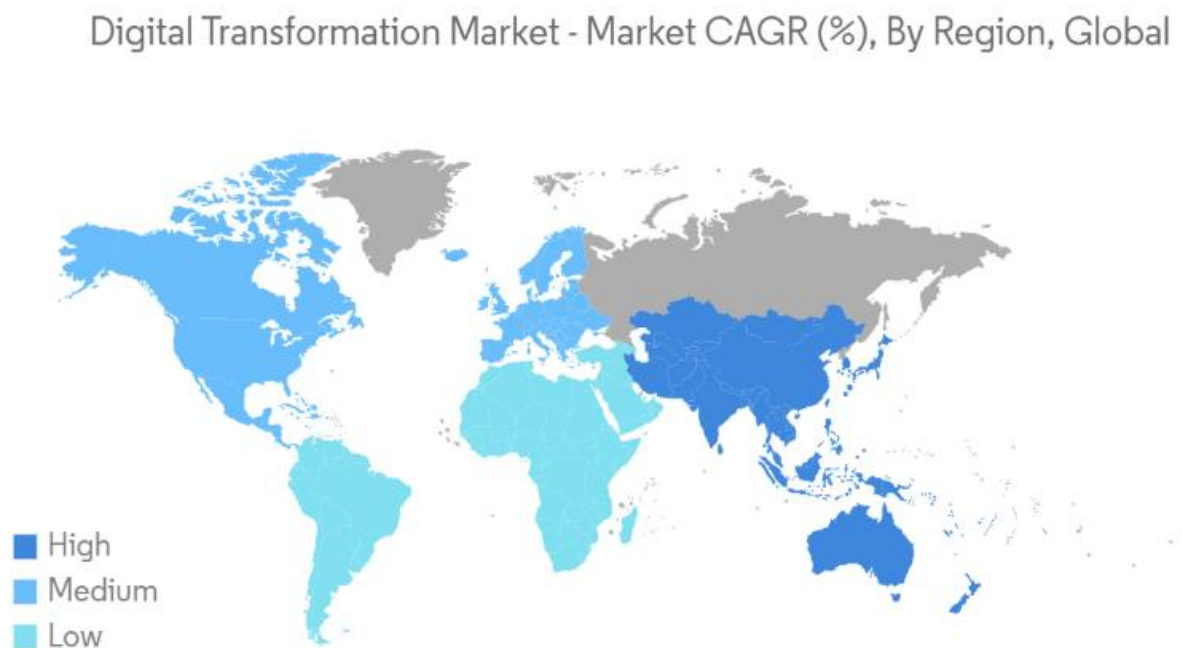 Digital Transformation Market - Market CAGR (%), By Region, Global
High
Medium
Low